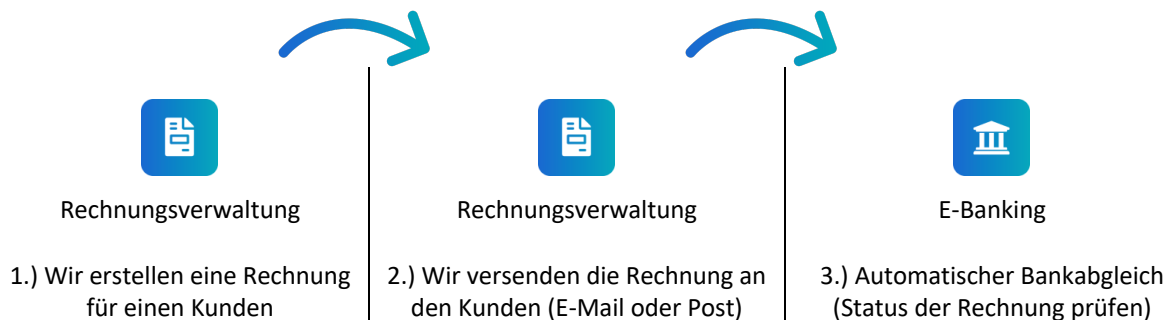 Rechnungsverwaltung
1.) Wir erstellen eine Rechnung
für einen Kunden
Rechnungsverwaltung
2.) Wir versenden die Rechnung an
den Kunden (E-Mail oder Post)
E-Banking
3.) Automatischer Bankabgleich
(Status der Rechnung prüfen)